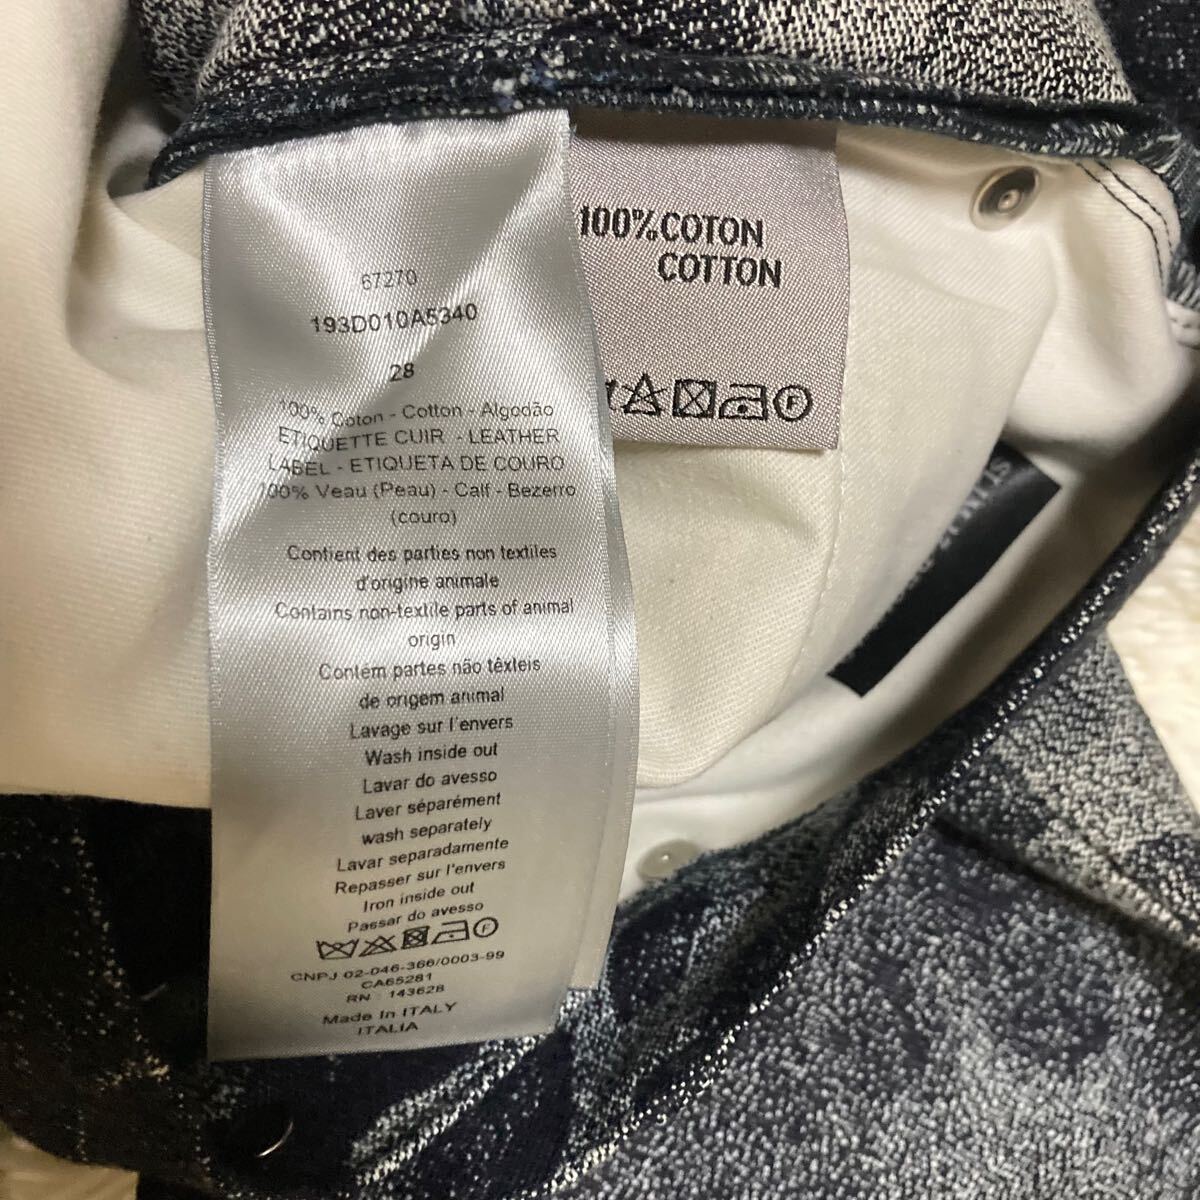 67270
193D010A5340
28
100% Coton - Cotton - Algodão
ETIQUETTE CUIR - LEATHER
LABEL - ETIQUETA DE COURO
100% Veau (Peau) - Calf - Bezerro
(couro)
Contient des parties non textiles
d'origine animale
Contains non-textile parts of animal
origin
Contém partes não têxteis
de origem animal
Lavage sur l'envers
Wash inside out
Lavar do avesso
Laver séparément
wash separately
Lavar separadamente
Repasser sur l'envers
Iron inside out
Passar do avesso
F
CNPJ 02-046-366/0003-99
CA65281
RN : 143628
Made In ITALY
ITALIA
100%COTON
COTTON
F